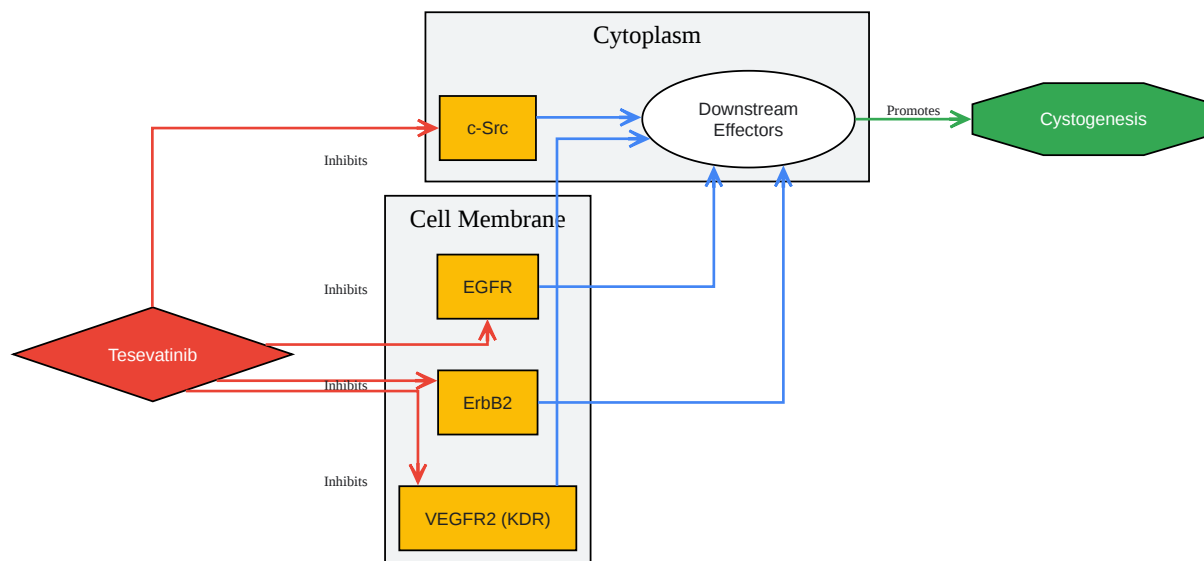 Cytoplasm
c-Src
Downstream
Effectors
Promotes
Cystogenesis
Inhibits
Cell Membrane
EGFR
Inhibits
Tesevatinib
Inhibits
ErbB2
Inhibits
VEGFR2 (KDR)